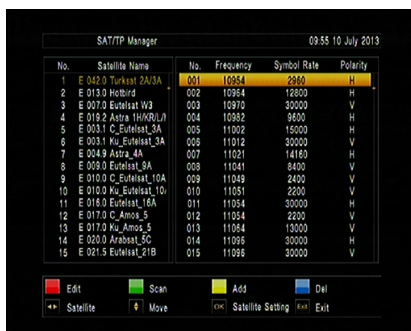 SAT/TP Manager 09:55 10 July 2013
No. Satellite Name No. Frequency Symbol Rate Polarity
1 E 042.0 Turksat 2A/3A 001 10954 2960 H
2 E 013.0 Hotbird 002 10964 12800 H
3 E 007.0 Eutelsat W3 003 10970 30000 V
4 E 019.2 Astra 1H/KR/L/M 004 10982 9600 H
5 E 003.1 C_Eutelsat_3A 005 11002 15000 H
6 E 003.1 Ku_Eutelsat_3A 006 11012 30000 V
7 E 004.9 Astra_4A 007 11021 14160 H
8 E 009.0 Eutelsat_9A 008 11041 8400 V
9 E 010.0 C_Eutelsat_10A 009 11049 2400 V
10 E 010.0 Ku_Eutelsat_10A 010 11051 2200 V
11 E 016.0 Eutelsat_16A 011 11054 30000 H
12 E 017.0 C_Amos_5 012 11054 2200 V
13 E 017.0 Ku_Amos_5 013 11064 13000 V
14 E 020.0 Arabsat_5C 014 11096 30000 H
15 E 021.5 Eutelsat_21B 015 11096 30000 V
Edit Scan Add Del
Satellite Move OK Satellite Setting Exit Exit